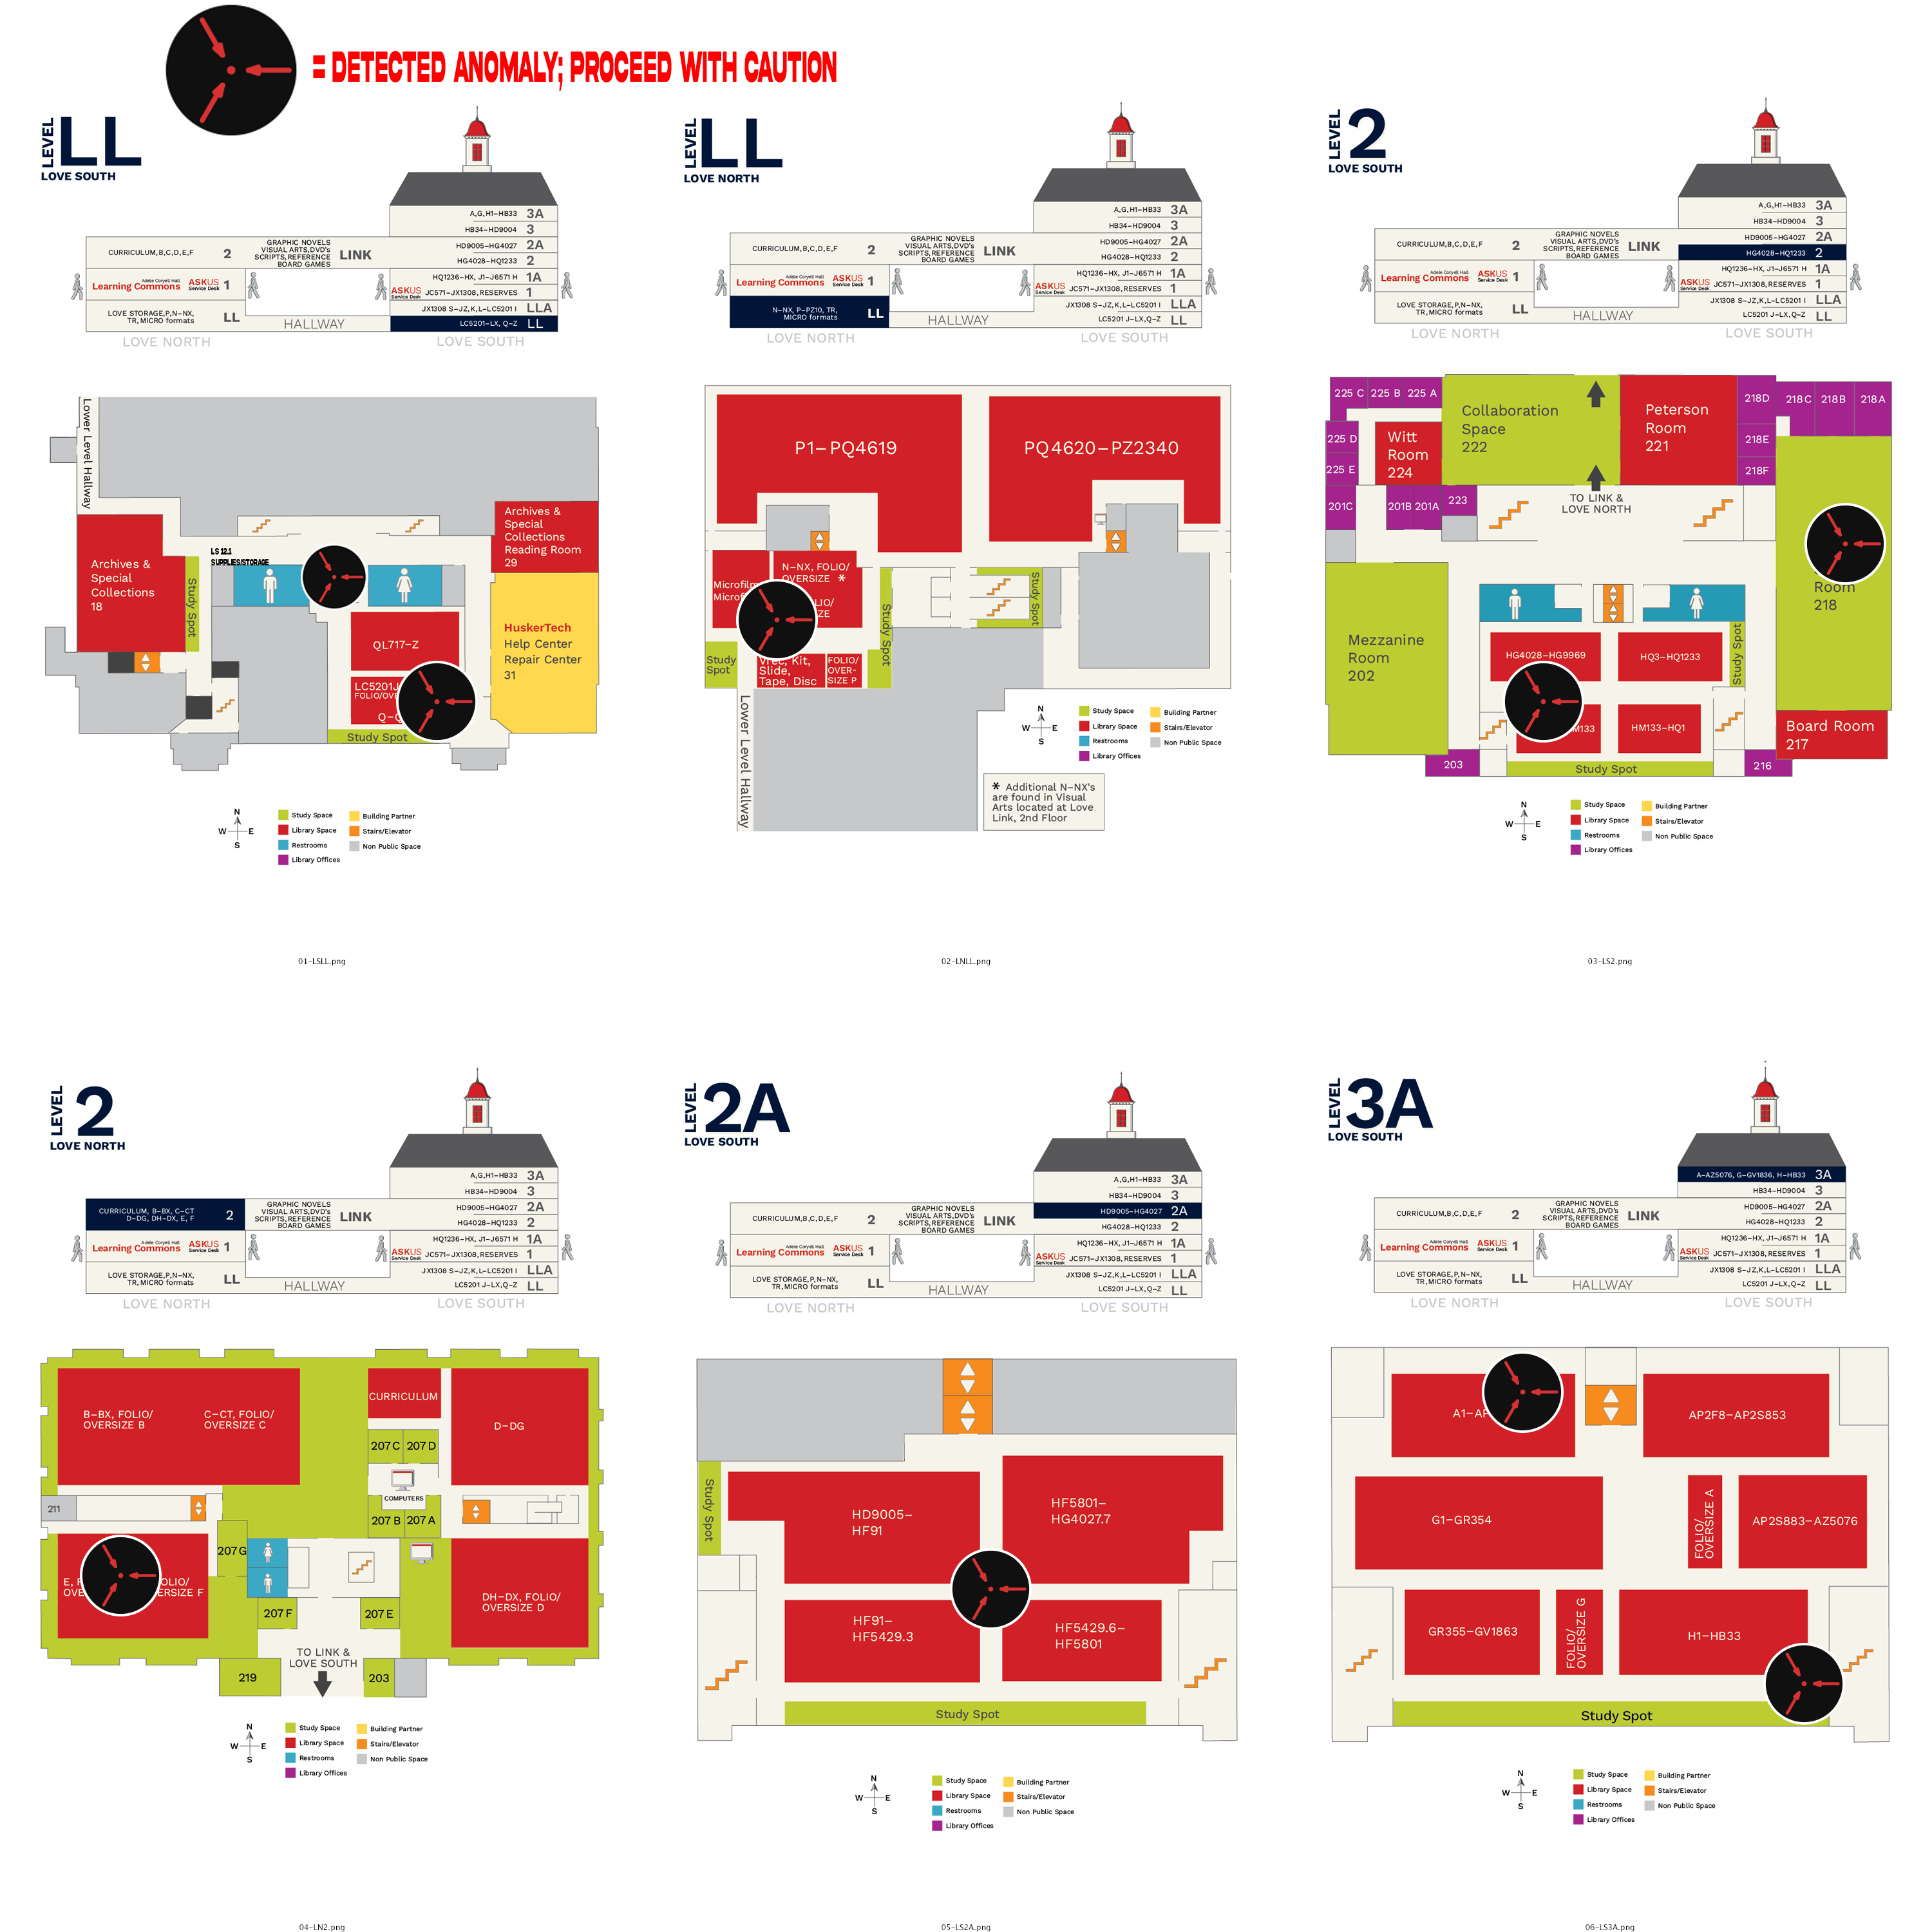 = DETECTED ANOMALY; PROCEED WITH CAUTION
LEVEL LL
LOVE SOUTH
A,G,H1–HB33 3A
HB34–HD9004 3
HD9005–HG4027 2A
HG4028–HQ1233 2
HQ1236–HX, J1–J6571 H 1A
ASKUS Service Desk JC571–JX1308,RESERVES 1
JX1308 S–JZ,K,L–LC5201 I LLA
LC5201–LX, Q–Z LL
CURRICULUM,B,C,D,E,F 2
GRAPHIC NOVELS
VISUAL ARTS,DVD's
SCRIPTS,REFERENCE
BOARD GAMES
LINK
Adele Coryell Hall
Learning Commons ASKUS Service Desk 1
LOVE STORAGE,P,N–NX,
TR,MICRO formats LL
HALLWAY
LOVE NORTH
LOVE SOUTH
Lower Level Hallway
Archives &
Special
Collections
Reading Room
29
LS 12.1
SUPPLIES/STORAGE
Archives &
Special
Collections
18
Study Spot
QL717–Z
LC5201J
FOLIO/OVE
Q–
HuskerTech
Help Center
Repair Center
31
Study Spot
N
W E
S
Study Space
Library Space
Restrooms
Library Offices
Building Partner
Stairs/Elevator
Non Public Space
01-LSLL.png
LEVEL LL
LOVE NORTH
A,G,H1–HB33 3A
HB34–HD9004 3
HD9005–HG4027 2A
HG4028–HQ1233 2
HQ1236–HX, J1–J6571 H 1A
ASKUS Service Desk JC571–JX1308,RESERVES 1
JX1308 S–JZ,K,L–LC5201 I LLA
LC5201 J–LX,Q–Z LL
CURRICULUM,B,C,D,E,F 2
GRAPHIC NOVELS
VISUAL ARTS,DVD's
SCRIPTS,REFERENCE
BOARD GAMES
LINK
Adele Coryell Hall
Learning Commons ASKUS Service Desk 1
N–NX, P–PZ10, TR,
MICRO formats LL
HALLWAY
LOVE NORTH
LOVE SOUTH
P1–PQ4619
PQ4620–PZ2340
Microfilm
Microf
N–NX, FOLIO/
OVERSIZE *
LIO/
ZE
Study Spot
Study Spot
Study
Spot
Vrec, Kit,
Slide,
Tape, Disc
FOLIO/
OVER-
SIZE P
Lower Level Hallway
N
W E
S
Study Space
Library Space
Restrooms
Library Offices
Building Partner
Stairs/Elevator
Non Public Space
* Additional N–NX's
are found in Visual
Arts located at Love
Link, 2nd Floor
02-LNLL.png
LEVEL 2
LOVE SOUTH
A,G,H1–HB33 3A
HB34–HD9004 3
HD9005–HG4027 2A
HG4028–HQ1233 2
HQ1236–HX, J1–J6571 H 1A
ASKUS Service Desk JC571–JX1308,RESERVES 1
JX1308 S–JZ,K,L–LC5201 I LLA
LC5201 J–LX,Q–Z LL
CURRICULUM,B,C,D,E,F 2
GRAPHIC NOVELS
VISUAL ARTS,DVD's
SCRIPTS,REFERENCE
BOARD GAMES
LINK
Adele Coryell Hall
Learning Commons ASKUS Service Desk 1
LOVE STORAGE,P,N–NX,
TR,MICRO formats LL
HALLWAY
LOVE NORTH
LOVE SOUTH
225 C 225 B 225 A
225 D
225 E
Witt
Room
224
Collaboration
Space
222
Peterson
Room
221
218D
218C 218B 218A
218E
218F
201C
201B 201A
223
TO LINK &
LOVE NORTH
Room
218
Mezzanine
Room
202
HG4028–HG9969
HQ3–HQ1233
Study Spot
M133
HM133–HQ1
Board Room
217
203
Study Spot
216
N
W E
S
Study Space
Library Space
Restrooms
Library Offices
Building Partner
Stairs/Elevator
Non Public Space
03-LS2.png
LEVEL 2
LOVE NORTH
A,G,H1–HB33 3A
HB34–HD9004 3
HD9005–HG4027 2A
HG4028–HQ1233 2
HQ1236–HX, J1–J6571 H 1A
ASKUS Service Desk JC571–JX1308,RESERVES 1
JX1308 S–JZ,K,L–LC5201 I LLA
LC5201 J–LX,Q–Z LL
CURRICULUM, B–BX, C–CT
D–DG, DH–DX, E, F 2
GRAPHIC NOVELS
VISUAL ARTS,DVD's
SCRIPTS,REFERENCE
BOARD GAMES
LINK
Adele Coryell Hall
Learning Commons ASKUS Service Desk 1
LOVE STORAGE,P,N–NX,
TR,MICRO formats LL
HALLWAY
LOVE NORTH
LOVE SOUTH
B–BX, FOLIO/
OVERSIZE B
C–CT, FOLIO/
OVERSIZE C
CURRICULUM
D–DG
207 C 207 D
COMPUTERS
207 B 207 A
211
207 G
E, F
OVE
OLIO/
ERSIZE F
DH–DX, FOLIO/
OVERSIZE D
207 F
207 E
TO LINK &
LOVE SOUTH
219
203
N
W E
S
Study Space
Library Space
Restrooms
Library Offices
Building Partner
Stairs/Elevator
Non Public Space
04-LN2.png
LEVEL 2A
LOVE SOUTH
A,G,H1–HB33 3A
HB34–HD9004 3
HD9005–HG4027 2A
HG4028–HQ1233 2
HQ1236–HX, J1–J6571 H 1A
ASKUS Service Desk JC571–JX1308,RESERVES 1
JX1308 S–JZ,K,L–LC5201 I LLA
LC5201 J–LX,Q–Z LL
CURRICULUM,B,C,D,E,F 2
GRAPHIC NOVELS
VISUAL ARTS,DVD's
SCRIPTS,REFERENCE
BOARD GAMES
LINK
Adele Coryell Hall
Learning Commons ASKUS Service Desk 1
LOVE STORAGE,P,N–NX,
TR,MICRO formats LL
HALLWAY
LOVE NORTH
LOVE SOUTH
Study Spot
HD9005–
HF91
HF5801–
HG4027.7
HF91–
HF5429.3
HF5429.6–
HF5801
Study Spot
N
W E
S
Study Space
Library Space
Restrooms
Library Offices
Building Partner
Stairs/Elevator
Non Public Space
05-LS2A.png
LEVEL 3A
LOVE SOUTH
A–AZ5076, G–GV1836, H–HB33 3A
HB34–HD9004 3
HD9005–HG4027 2A
HG4028–HQ1233 2
HQ1236–HX, J1–J6571 H 1A
ASKUS Service Desk JC571–JX1308,RESERVES 1
JX1308 S–JZ,K,L–LC5201 I LLA
LC5201 J–LX,Q–Z LL
CURRICULUM,B,C,D,E,F 2
GRAPHIC NOVELS
VISUAL ARTS,DVD's
SCRIPTS,REFERENCE
BOARD GAMES
LINK
Adele Coryell Hall
Learning Commons ASKUS Service Desk 1
LOVE STORAGE,P,N–NX,
TR,MICRO formats LL
HALLWAY
LOVE NORTH
LOVE SOUTH
A1–AP
AP2F8–AP2S853
G1–GR354
FOLIO/
OVERSIZE A
AP2S883–AZ5076
GR355–GV1863
FOLIO/
OVERSIZE G
H1–HB33
Study Spot
N
W E
S
Study Space
Library Space
Restrooms
Library Offices
Building Partner
Stairs/Elevator
Non Public Space
06-LS3A.png